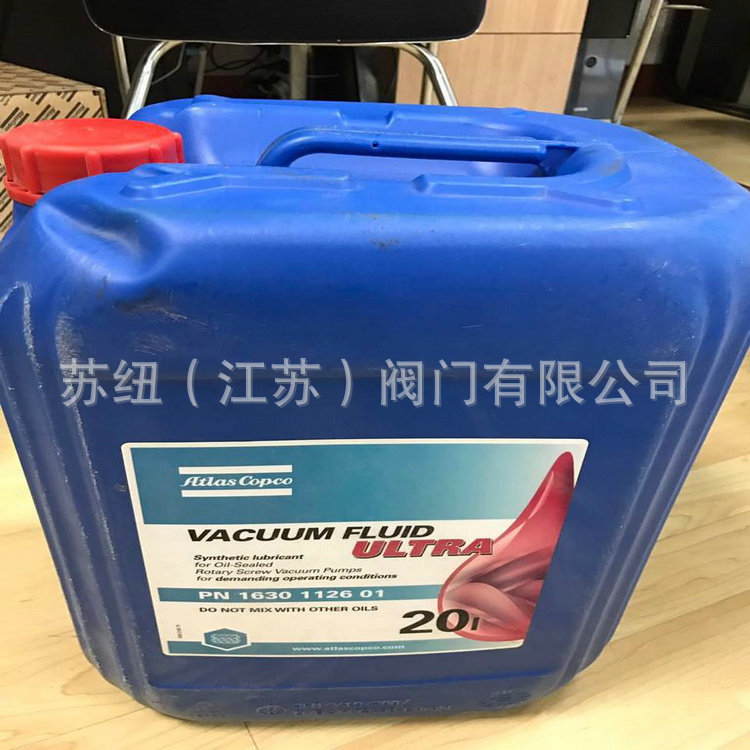 苏纽（江苏）阀门有限公司
Atlas Copco
VACUUM FLUID
ULTRA
Synthetic lubricant
for Oil-Sealed
Rotary Screw Vacuum Pumps
for demanding operating conditions
PN 1630 1126 01
DO NOT MIX WITH OTHER OILS
20l
www.atlascopco.com